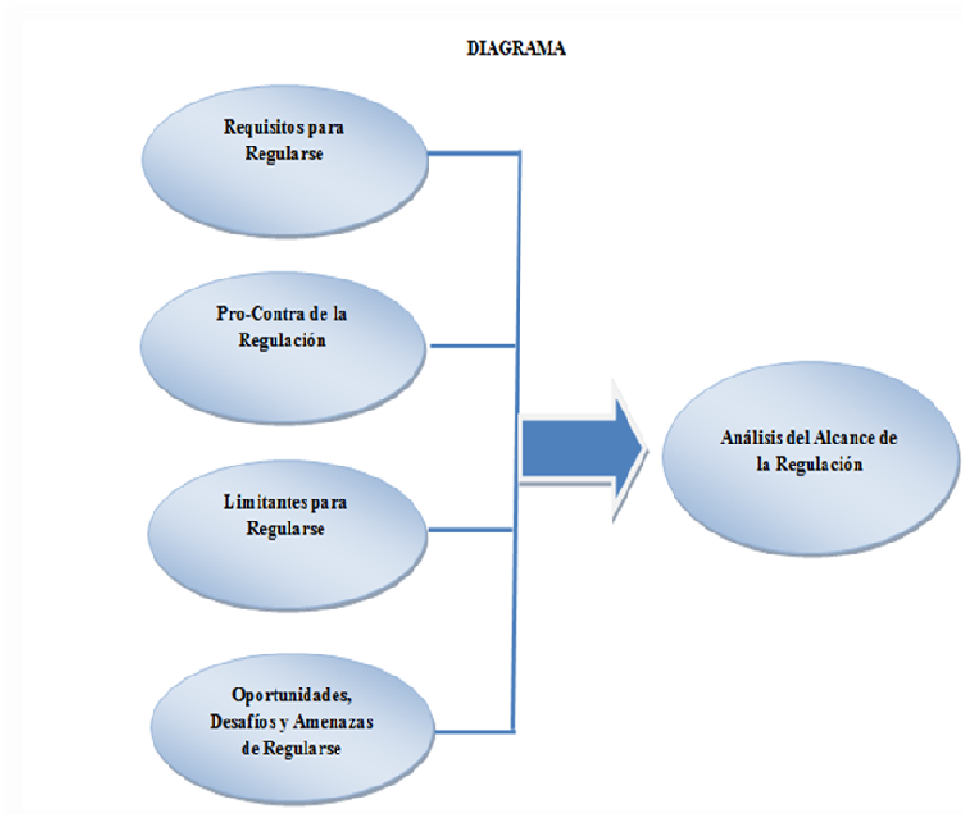 DIAGRAMA
Requisitos para
Regularse
Pro-Contra de la
Regulación
Limitantes para
Regularse
Oportunidades,
Desafíos y Amenazas
de Regularse
Análisis del Alcance de
la Regulación